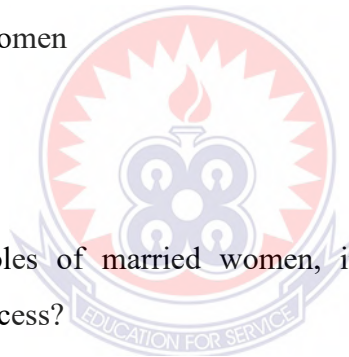 omen
oles of married women, i
cess?
EDUCATION FOR SERVICE